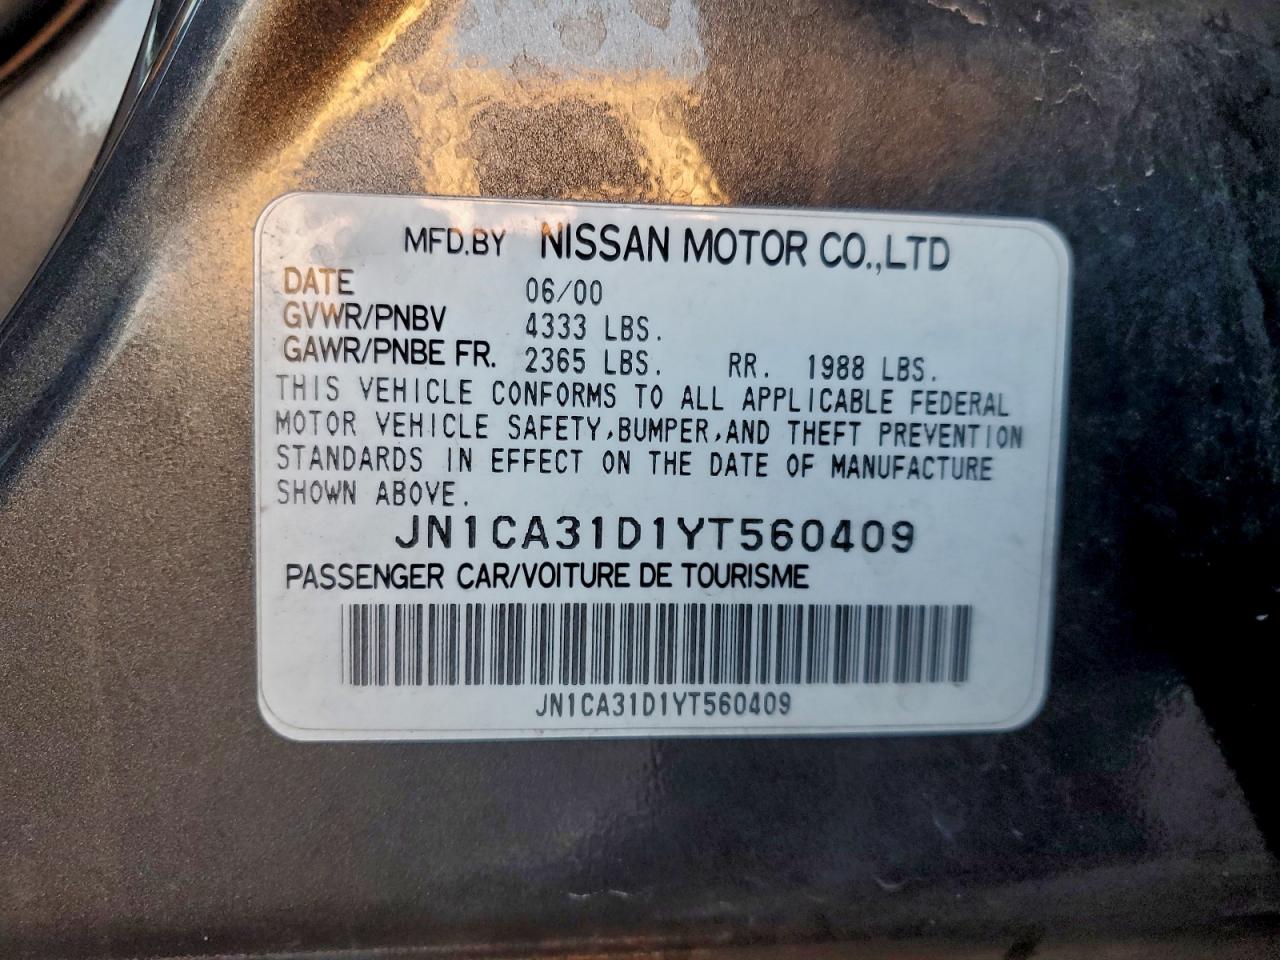 MFD.BY NISSAN MOTOR CO.,LTD
DATE 06/00
GVWR/PNBV 4333 LBS.
GAWR/PNBE FR. 2365 LBS. RR. 1988 LBS.
THIS VEHICLE CONFORMS TO ALL APPLICABLE FEDERAL
MOTOR VEHICLE SAFETY,BUMPER,AND THEFT PREVENTION
STANDARDS IN EFFECT ON THE DATE OF MANUFACTURE
SHOWN ABOVE.
JN1CA31D1YT560409
PASSENGER CAR/VOITURE DE TOURISME
JN1CA31D1YT560409